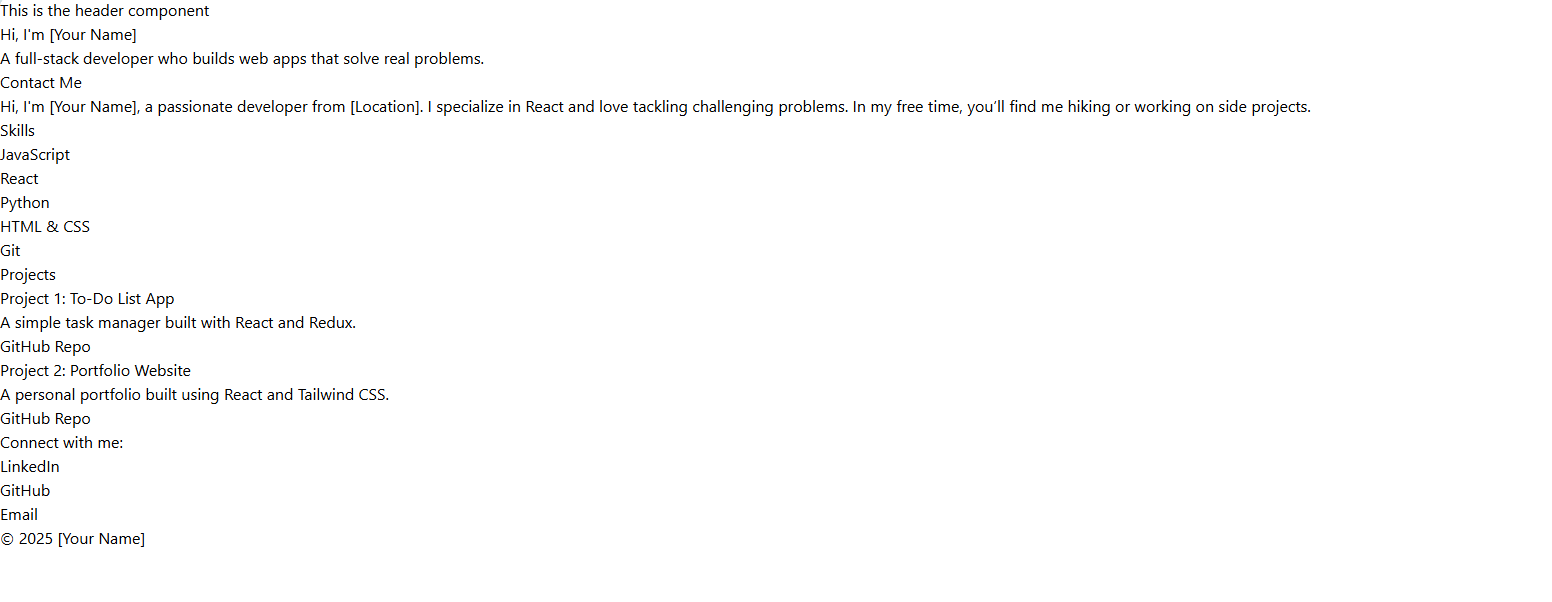 This is the header component
Hi, I'm [Your Name]
A full-stack developer who builds web apps that solve real problems.
Contact Me
Hi, I'm [Your Name], a passionate developer from [Location]. I specialize in React and love tackling challenging problems. In my free time, you’ll find me hiking or working on side projects.
Skills
JavaScript
React
Python
HTML & CSS
Git
Projects
Project 1: To-Do List App
A simple task manager built with React and Redux.
GitHub Repo
Project 2: Portfolio Website
A personal portfolio built using React and Tailwind CSS.
GitHub Repo
Connect with me:
LinkedIn
GitHub
Email
© 2025 [Your Name]